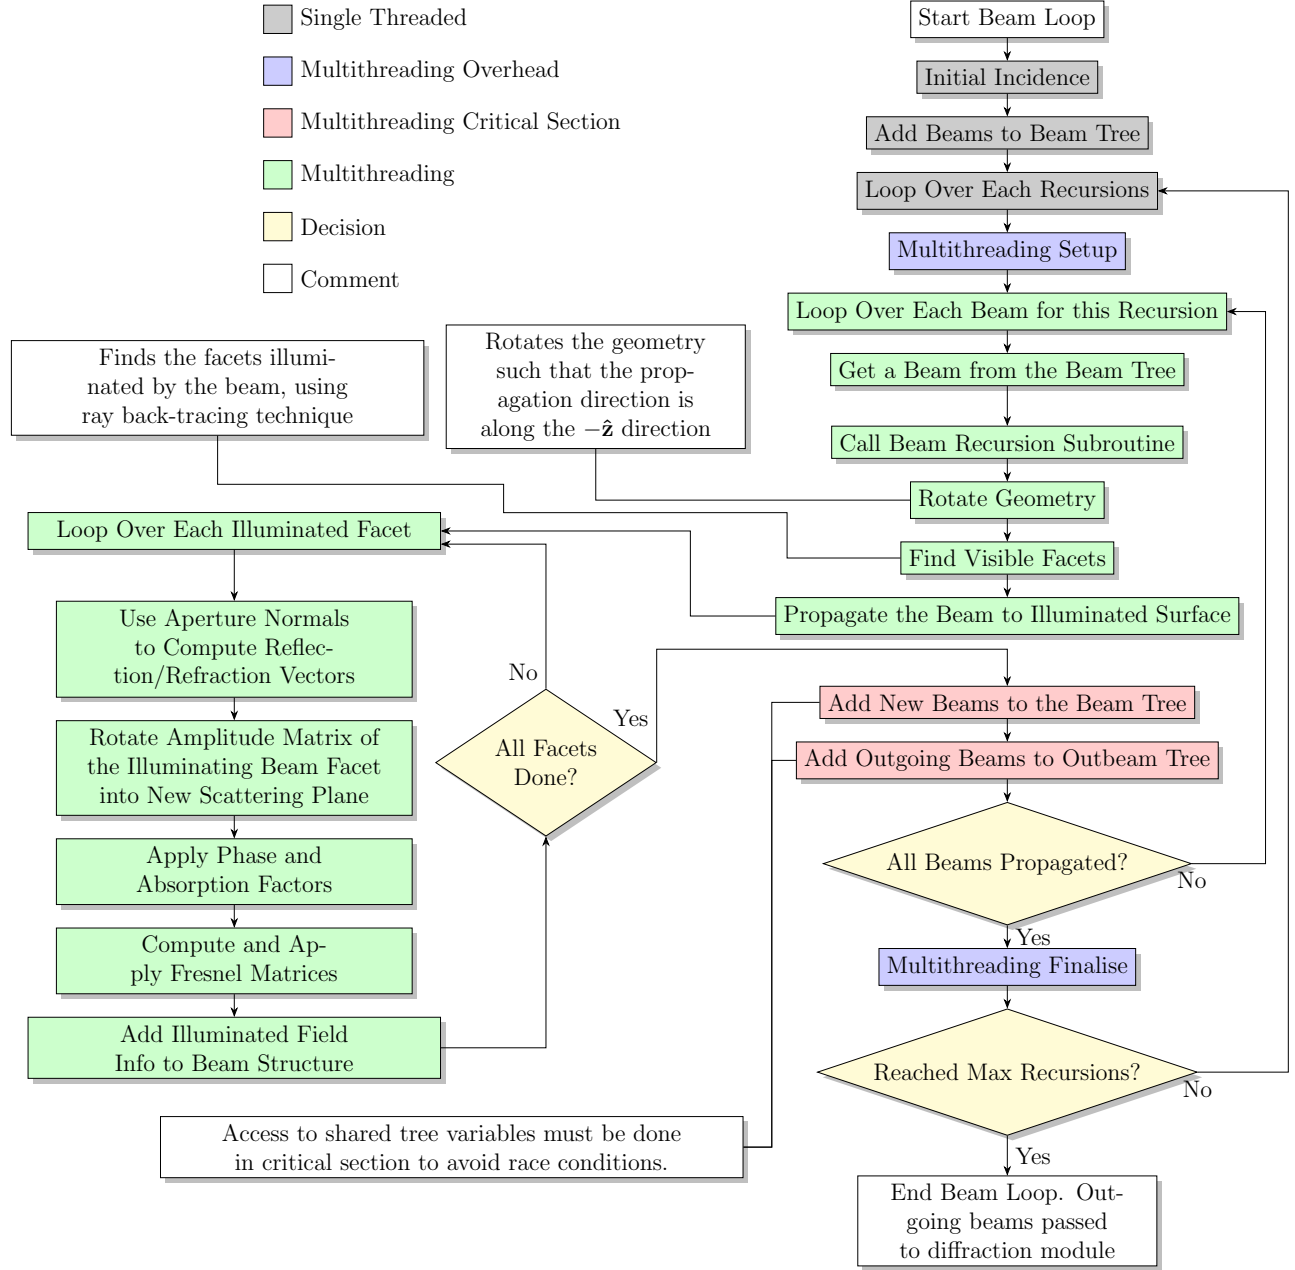 Single Threaded
Multithreading Overhead
Multithreading Critical Section
Multithreading
Decision
Comment
Start Beam Loop
Initial Incidence
Add Beams to Beam Tree
Loop Over Each Recursions
Multithreading Setup
Loop Over Each Beam for this Recursion
Get a Beam from the Beam Tree
Call Beam Recursion Subroutine
Rotate Geometry
Find Visible Facets
Propagate the Beam to Illuminated Surface
Finds the facets illumi-
nated by the beam, using
ray back-tracing technique
Rotates the geometry
such that the prop-
agation direction is
along the −ẑ direction
Loop Over Each Illuminated Facet
Use Aperture Normals
to Compute Reflec-
tion/Refraction Vectors
Rotate Amplitude Matrix of
the Illuminating Beam Facet
into New Scattering Plane
Apply Phase and
Absorption Factors
Compute and Ap-
ply Fresnel Matrices
Add Illuminated Field
Info to Beam Structure
No
Yes
All Facets
Done?
Add New Beams to the Beam Tree
Add Outgoing Beams to Outbeam Tree
All Beams Propagated?
No
Yes
Multithreading Finalise
Reached Max Recursions?
No
Yes
Access to shared tree variables must be done
in critical section to avoid race conditions.
End Beam Loop. Out-
going beams passed
to diffraction module